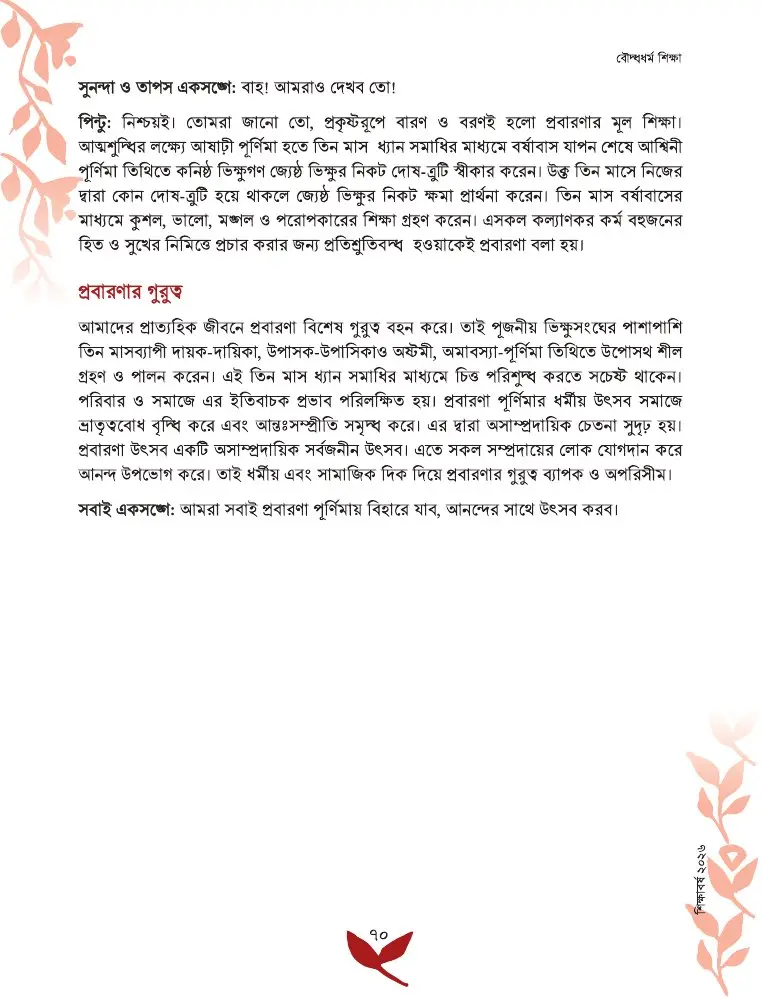 বৌদ্ধধর্ম শিক্ষা
সুনন্দা ও তাপস একসঙ্গে: বাহ! আমরাও দেখব তো!
পিন্টু: নিশ্চয়ই। তোমরা জানো তো, প্রকৃষ্টরূপে বারণ ও বরণই হলো প্রবারণার মূল শিক্ষা।
আত্মশুদ্ধির লক্ষ্যে আষাঢ়ী পূর্ণিমা হতে তিন মাস ধ্যান সমাধির মাধ্যমে বর্ষাবাস যাপন শেষে আশ্বিনী
পূর্ণিমা তিথিতে কনিষ্ঠ ভিক্ষুগণ জ্যেষ্ঠ ভিক্ষুর নিকট দোষ-ত্রুটি স্বীকার করেন। উক্ত তিন মাসে নিজের
দ্বারা কোন দোষ-ত্রুটি হয়ে থাকলে জ্যেষ্ঠ ভিক্ষুর নিকট ক্ষমা প্রার্থনা করেন। তিন মাস বর্ষাবাসের
মাধ্যমে কুশল, ভালো, মঙ্গল ও পরোপকারের শিক্ষা গ্রহণ করেন। এসকল কল্যাণকর কর্ম বহুজনের
হিত ও সুখের নিমিত্তে প্রচার করার জন্য প্রতিশ্রুতিবদ্ধ হওয়াকেই প্রবারণা বলা হয়।
প্রবারণার গুরুত্ব
আমাদের প্রাত্যহিক জীবনে প্রবারণা বিশেষ গুরুত্ব বহন করে। তাই পূজনীয় ভিক্ষুসংঘের পাশাপাশি
তিন মাসব্যাপী দায়ক-দায়িকা, উপাসক-উপাসিকাও অষ্টমী, অমাবস্যা-পূর্ণিমা তিথিতে উপোসথ শীল
গ্রহণ ও পালন করেন। এই তিন মাস ধ্যান সমাধির মাধ্যমে চিত্ত পরিশুদ্ধ করতে সচেষ্ট থাকেন।
পরিবার ও সমাজে এর ইতিবাচক প্রভাব পরিলক্ষিত হয়। প্রবারণা পূর্ণিমার ধর্মীয় উৎসব সমাজে
ভ্রাতৃত্ববোধ বৃদ্ধি করে এবং আন্তঃসম্প্রীতি সমৃদ্ধ করে। এর দ্বারা অসাম্প্রদায়িক চেতনা সুদৃঢ় হয়।
প্রবারণা উৎসব একটি অসাম্প্রদায়িক সর্বজনীন উৎসব। এতে সকল সম্প্রদায়ের লোক যোগদান করে
আনন্দ উপভোগ করে। তাই ধর্মীয় এবং সামাজিক দিক দিয়ে প্রবারণার গুরুত্ব ব্যাপক ও অপরিসীম।
সবাই একসঙ্গে: আমরা সবাই প্রবারণা পূর্ণিমায় বিহারে যাব, আনন্দের সাথে উৎসব করব।
শিক্ষাবর্ষ ২০২৬
৭০